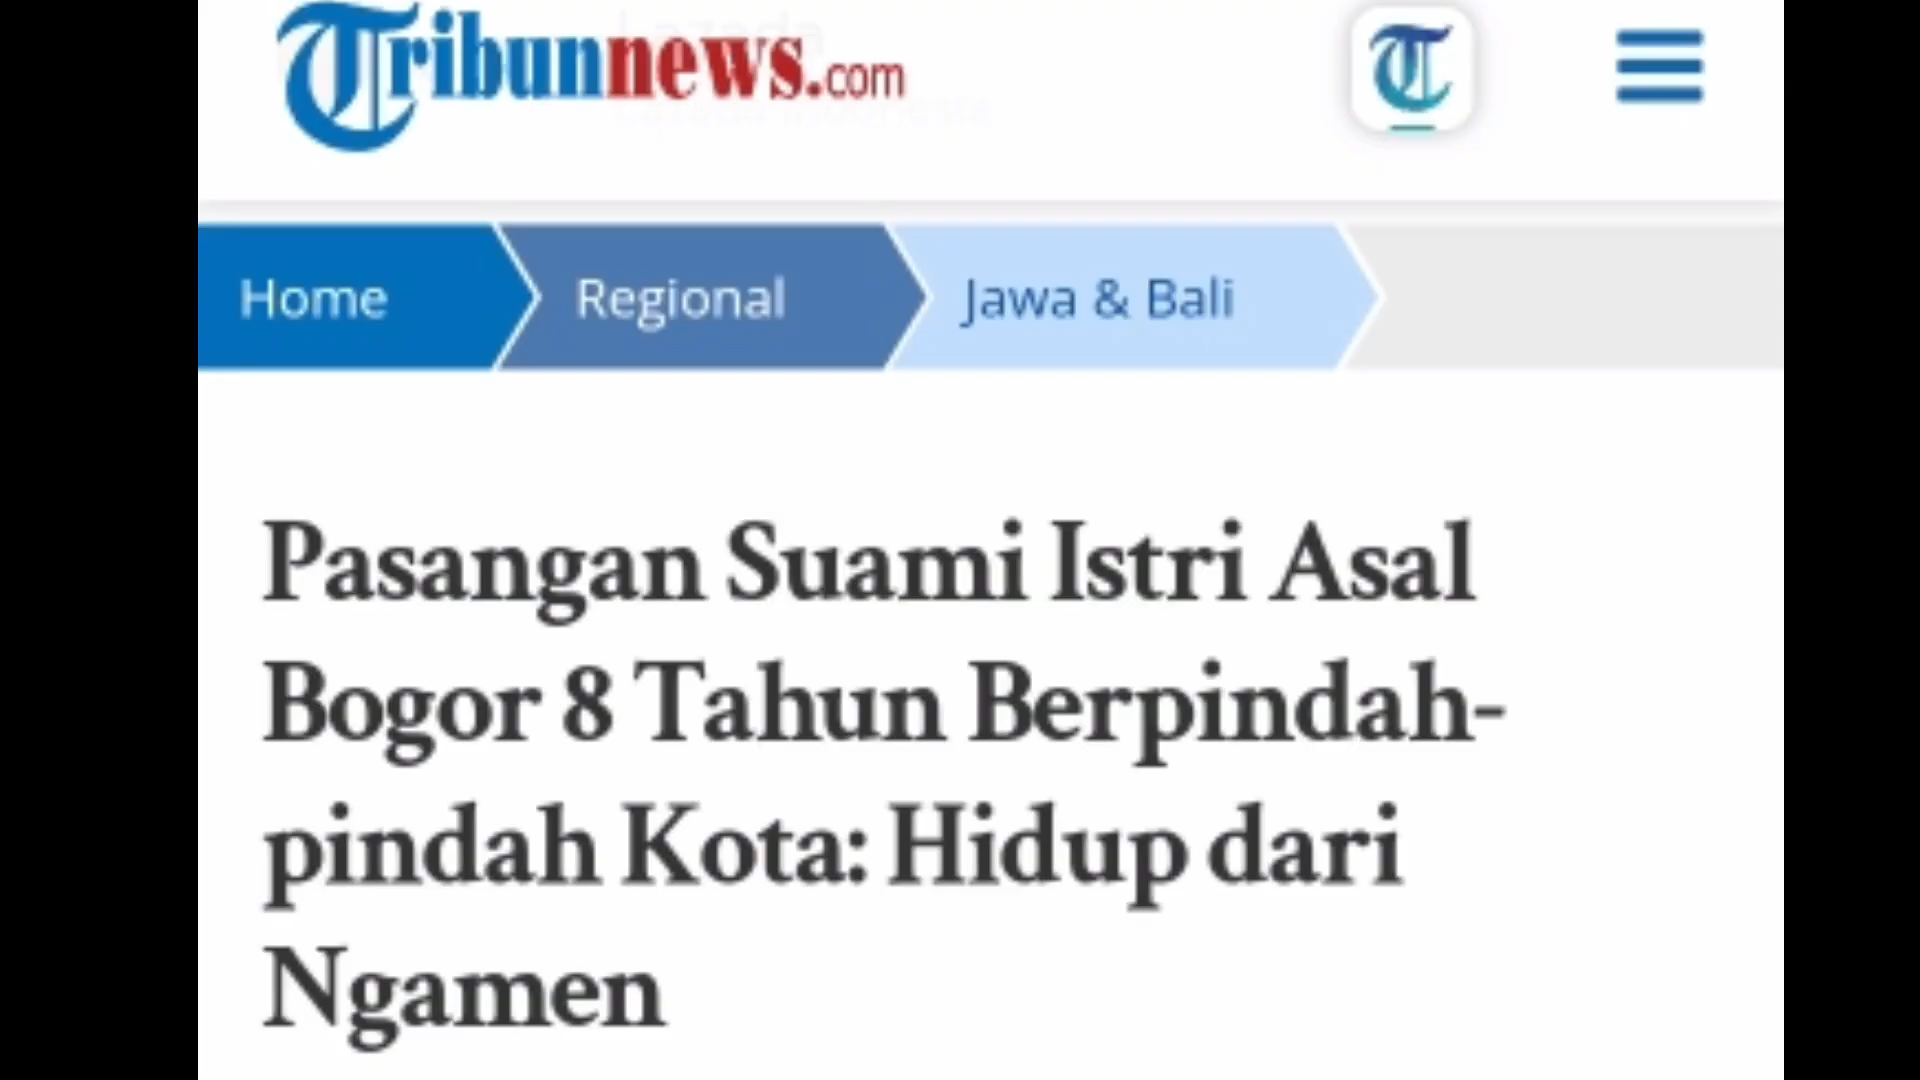 Tribunnews.com
Home Regional Jawa & Bali
Pasangan Suami Istri Asal
Bogor 8 Tahun Berpindah-
pindah Kota: Hidup dari
Ngamen